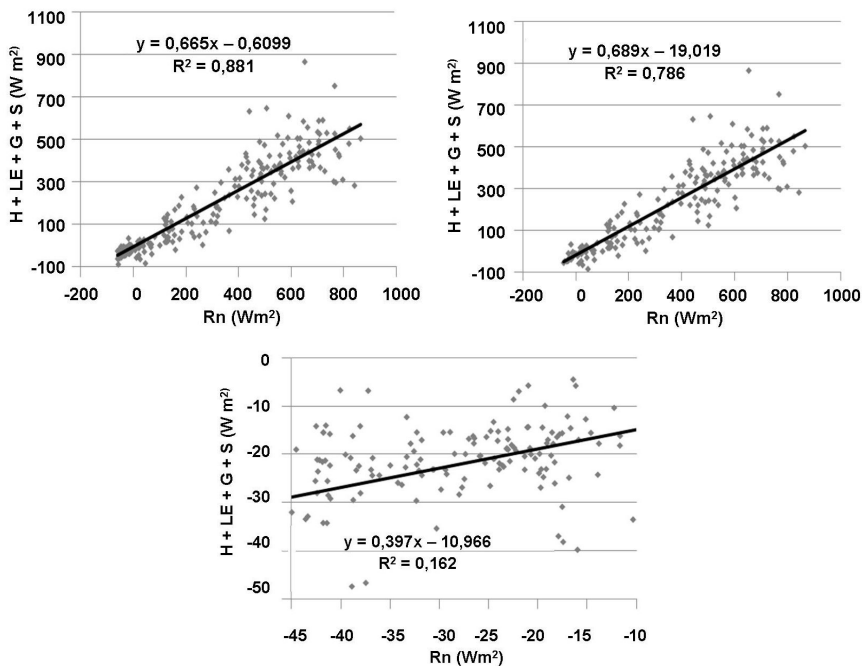 1100
900
700
500
300
100
-100
H + LE + G + S (W m²)
y = 0,665x – 0,6099
R² = 0,881
-200 0 200 400 600 800 1000
Rn (Wm²)
1100
900
700
500
300
100
-100
H + LE + G + S (W m²)
y = 0,689x - 19,019
R² = 0,786
-200 0 200 400 600 800 1000
Rn (Wm²)
0
-10
-20
-30
-40
-50
H + LE + G + S (W m²)
y = 0,397x – 10,966
R² = 0,162
-45 -40 -35 -30 -25 -20 -15 -10
Rn (Wm²)